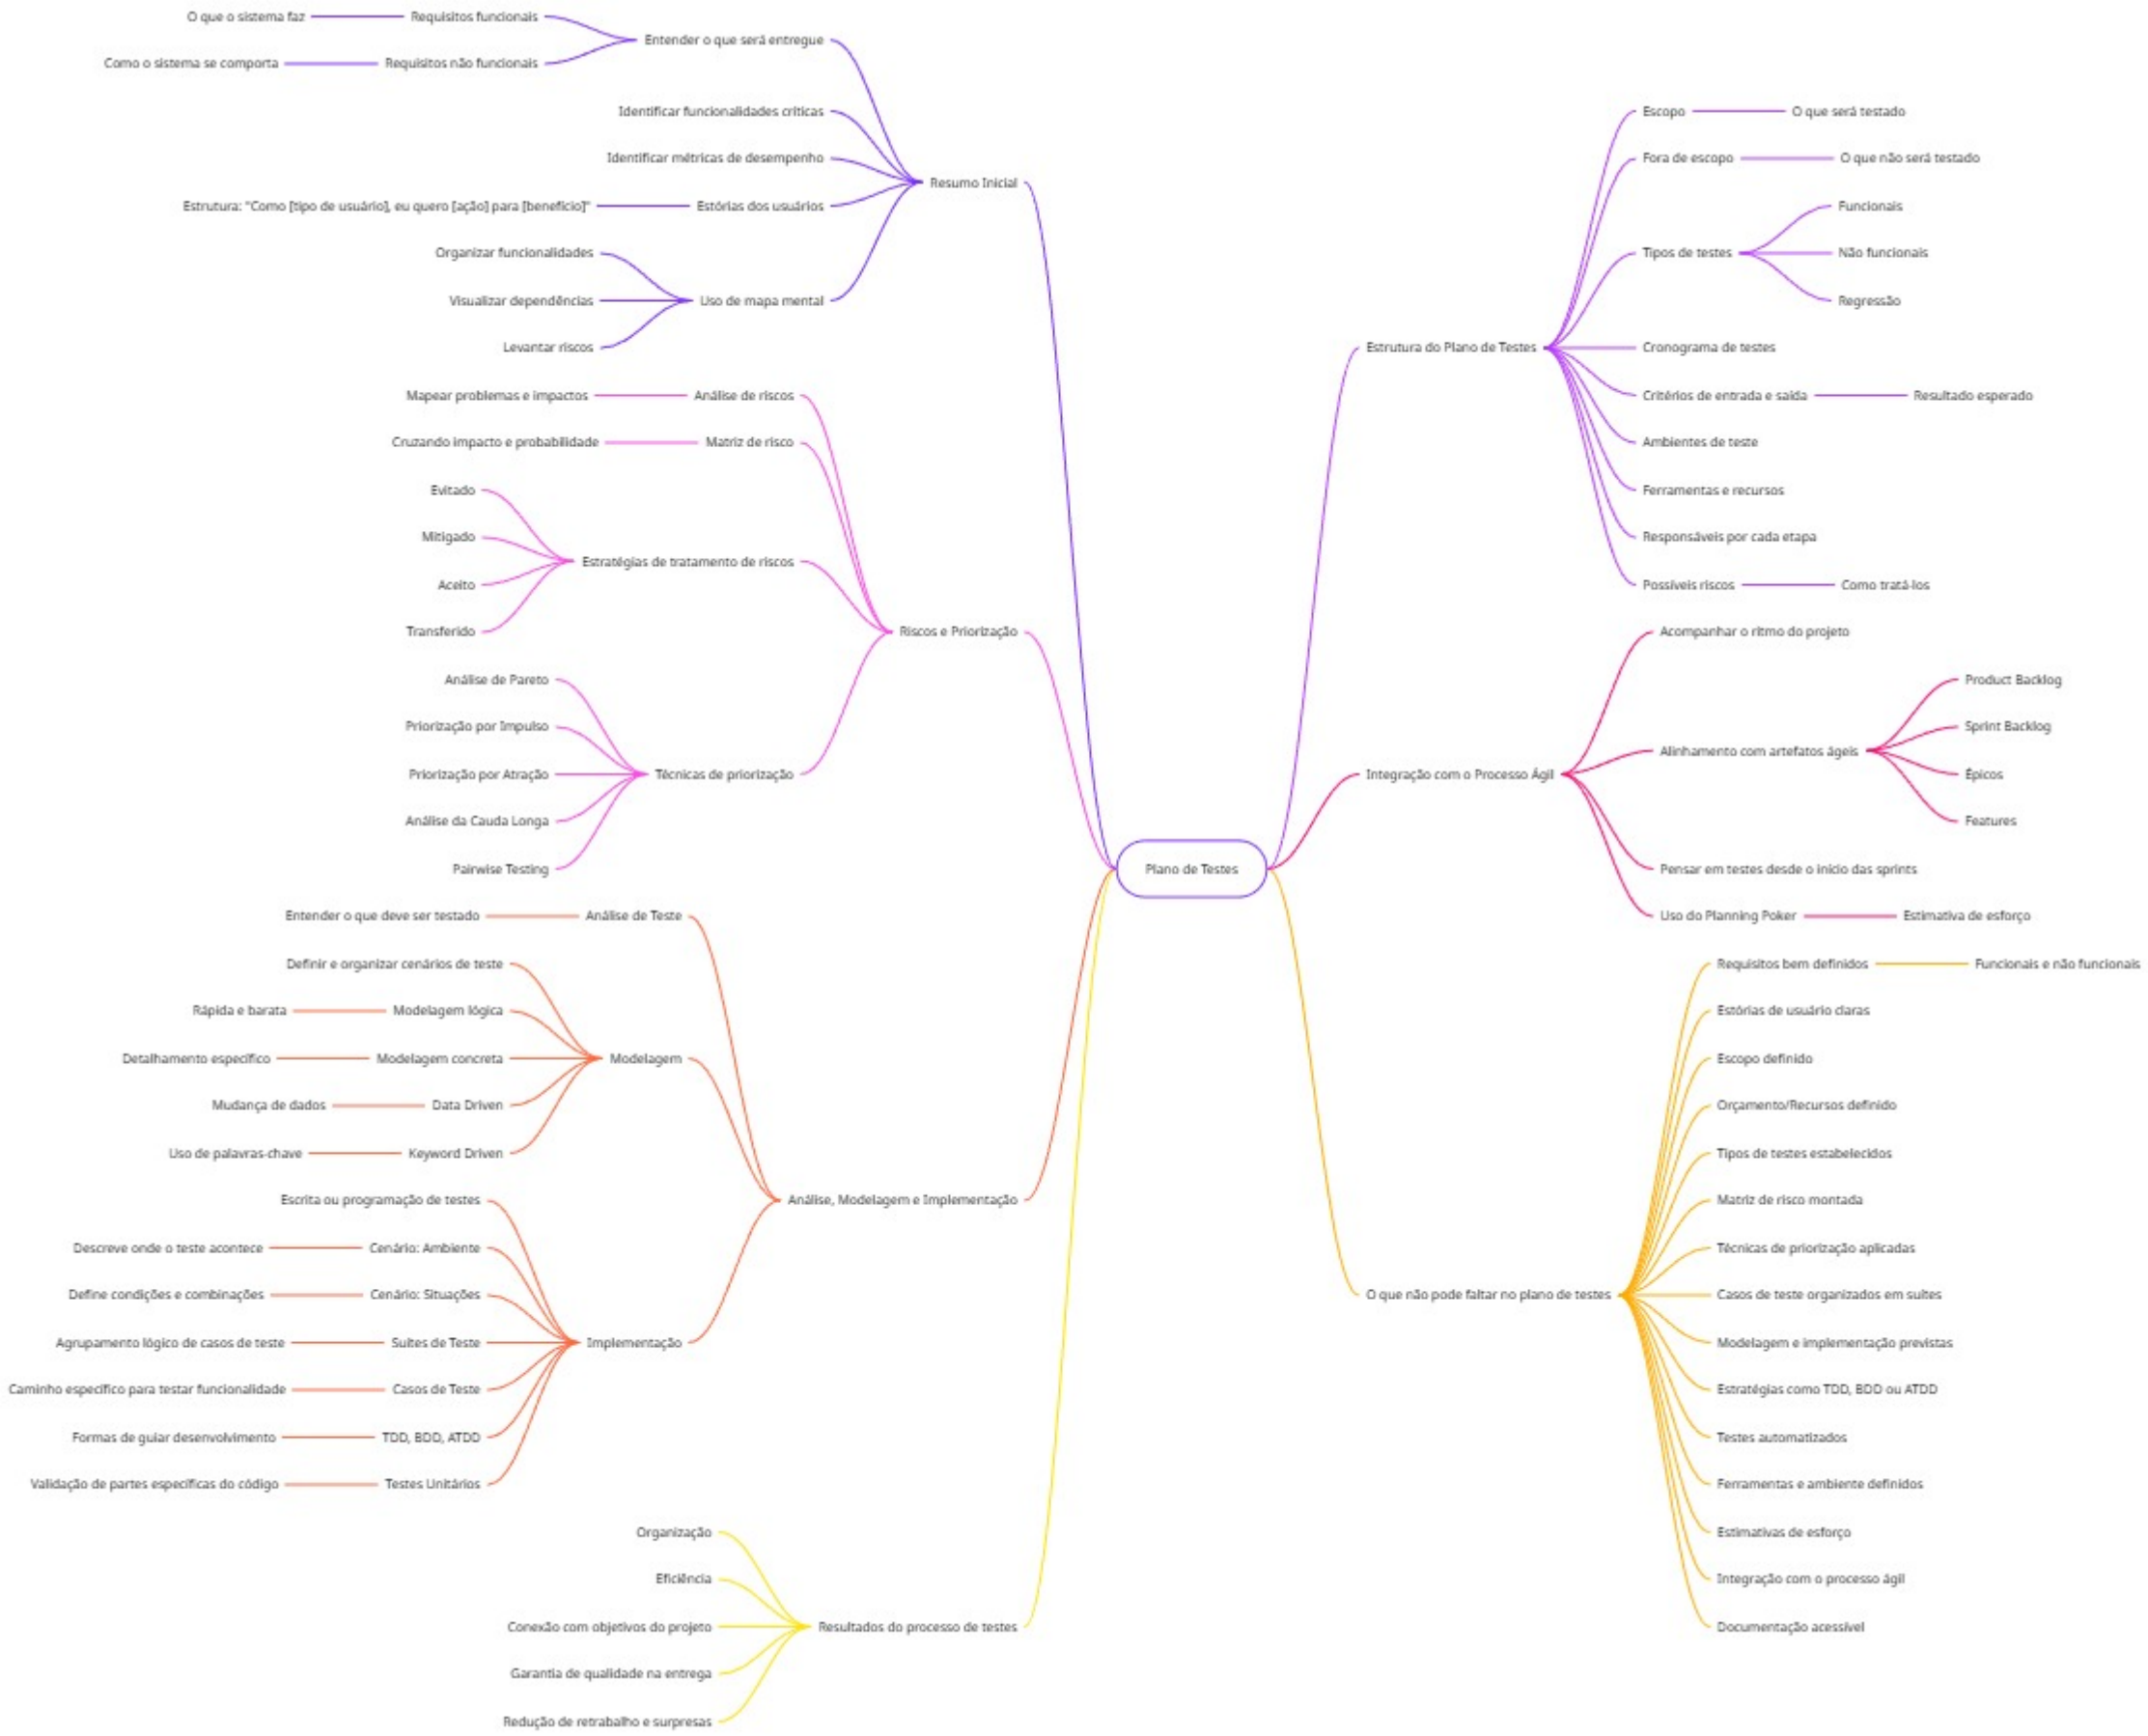 Plano de Testes
Resumo Inicial
Entender o que será entregue
Requisitos funcionais
O que o sistema faz
Requisitos não funcionais
Como o sistema se comporta
Identificar funcionalidades críticas
Identificar métricas de desempenho
Estórias dos usuários
Estrutura: "Como [tipo de usuário], eu quero [ação] para [benefício]"
Uso de mapa mental
Organizar funcionalidades
Visualizar dependências
Levantar riscos
Riscos e Priorização
Análise de riscos
Mapear problemas e impactos
Matriz de risco
Cruzando impacto e probabilidade
Estratégias de tratamento de riscos
Evitado
Mitigado
Aceito
Transferido
Técnicas de priorização
Análise de Pareto
Priorização por Impulso
Priorização por Atração
Análise da Cauda Longa
Pairwise Testing
Análise, Modelagem e Implementação
Análise de Teste
Entender o que deve ser testado
Modelagem
Definir e organizar cenários de teste
Modelagem lógica
Rápida e barata
Modelagem concreta
Detalhamento específico
Data Driven
Mudança de dados
Keyword Driven
Uso de palavras-chave
Implementação
Escrita ou programação de testes
Cenário: Ambiente
Descreve onde o teste acontece
Cenário: Situações
Define condições e combinações
Suítes de Teste
Agrupamento lógico de casos de teste
Casos de Teste
Caminho específico para testar funcionalidade
TDD, BDD, ATDD
Formas de guiar desenvolvimento
Testes Unitários
Validação de partes específicas do código
Resultados do processo de testes
Organização
Eficiência
Conexão com objetivos do projeto
Garantia de qualidade na entrega
Redução de retrabalho e surpresas
Estrutura do Plano de Testes
Escopo
O que será testado
Fora de escopo
O que não será testado
Tipos de testes
Funcionais
Não funcionais
Regressão
Cronograma de testes
Critérios de entrada e saída
Resultado esperado
Ambientes de teste
Ferramentas e recursos
Responsáveis por cada etapa
Possíveis riscos
Como tratá-los
Integração com o Processo Ágil
Acompanhar o ritmo do projeto
Alinhamento com artefatos ágeis
Product Backlog
Sprint Backlog
Épicos
Features
Pensar em testes desde o início das sprints
Uso do Planning Poker
Estimativa de esforço
O que não pode faltar no plano de testes
Requisitos bem definidos
Funcionais e não funcionais
Estórias de usuário claras
Escopo definido
Orçamento/Recursos definido
Tipos de testes estabelecidos
Matriz de risco montada
Técnicas de priorização aplicadas
Casos de teste organizados em suítes
Modelagem e implementação previstas
Estratégias como TDD, BDD ou ATDD
Testes automatizados
Ferramentas e ambiente definidos
Estimativas de esforço
Integração com o processo ágil
Documentação acessível